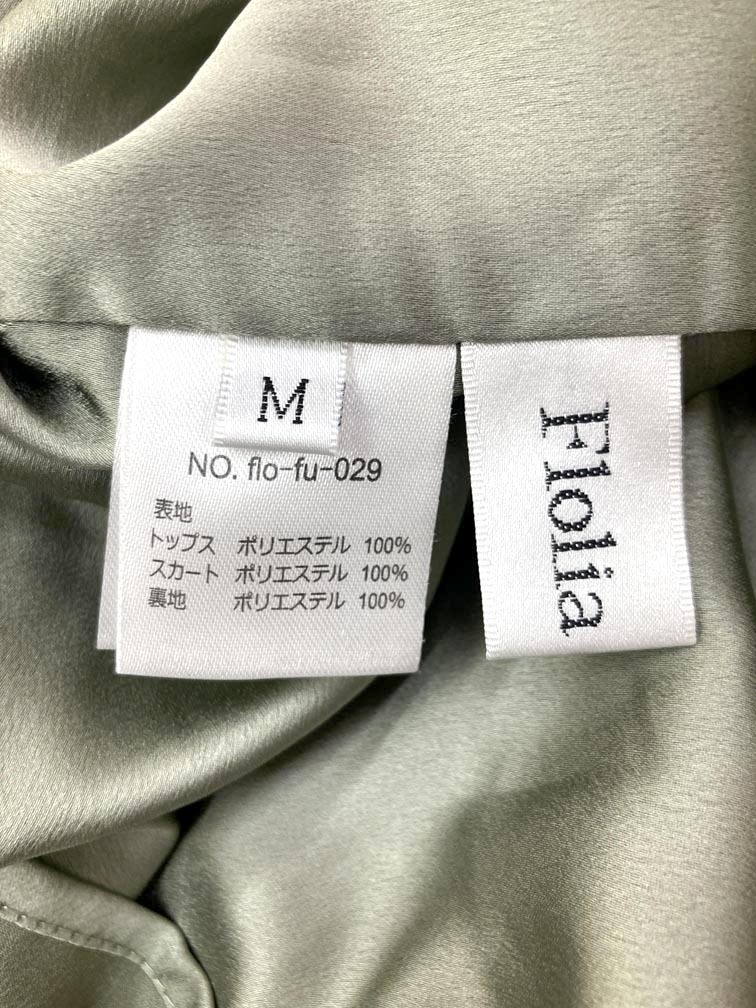 M
NO. flo-fu-029
表地
トップス ポリエステル 100%
スカート ポリエステル 100%
裏地 ポリエステル 100%
Flolia